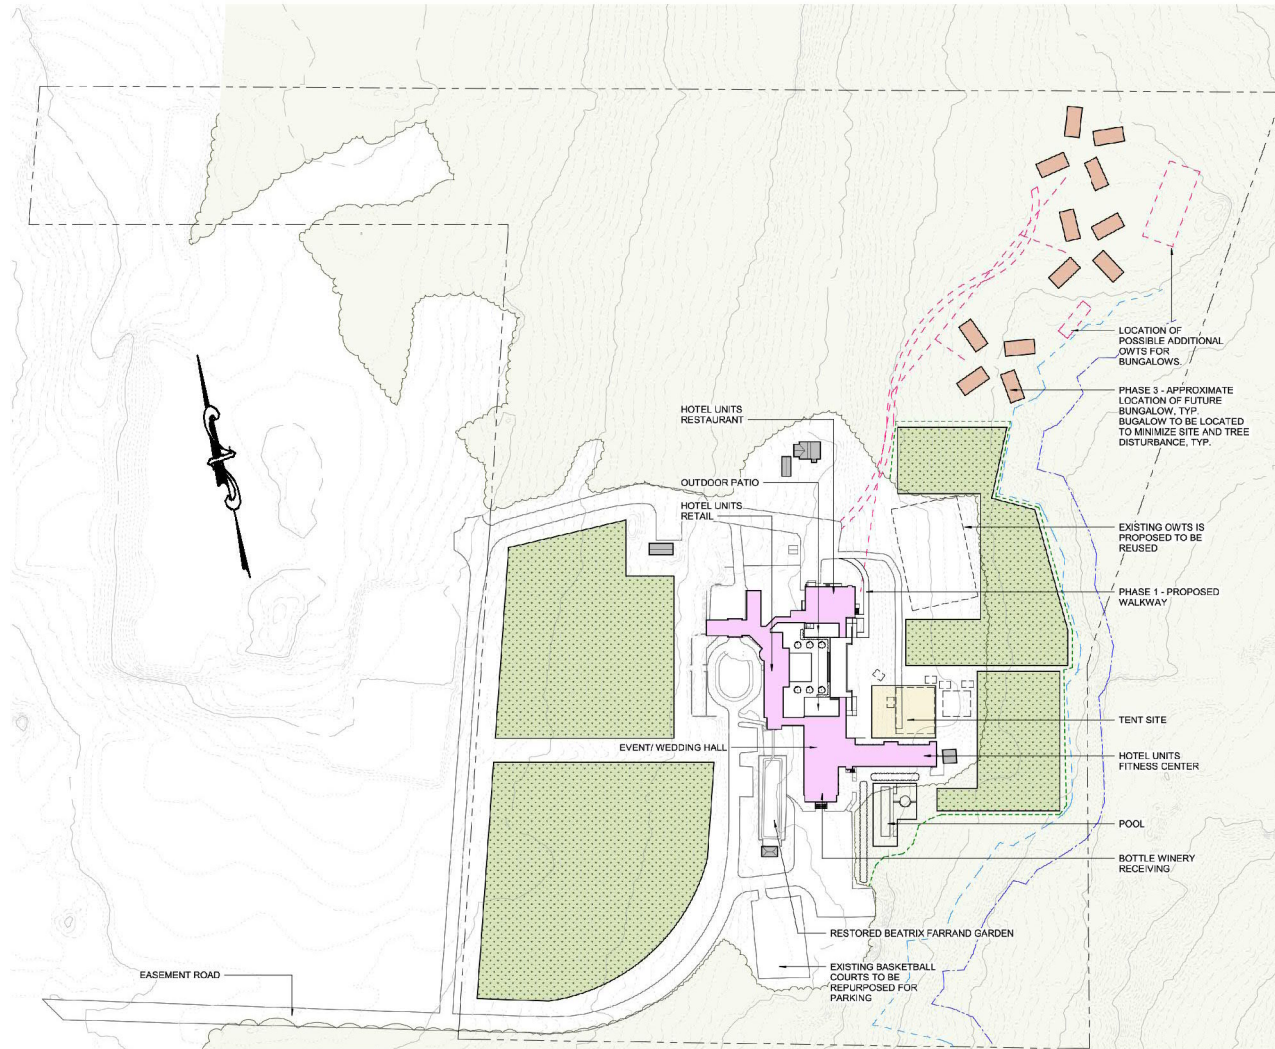 HOTEL UNITS
RESTAURANT
OUTDOOR PATIO
HOTEL UNITS
RETAIL
EVENT/ WEDDING HALL
EASEMENT ROAD
LOCATION OF
POSSIBLE ADDITIONAL
OWTS FOR
BUNGALOWS.
PHASE 3 - APPROXIMATE
LOCATION OF FUTURE
BUNGALOW, TYP.
BUGALOW TO BE LOCATED
TO MINIMIZE SITE AND TREE
DISTURBANCE, TYP.
EXISTING OWTS IS
PROPOSED TO BE
REUSED
PHASE 1 - PROPOSED
WALKWAY
TENT SITE
HOTEL UNITS
FITNESS CENTER
POOL
BOTTLE WINERY
RECEIVING
RESTORED BEATRIX FARRAND GARDEN
EXISTING BASKETBALL
COURTS TO BE
REPURPOSED FOR
PARKING